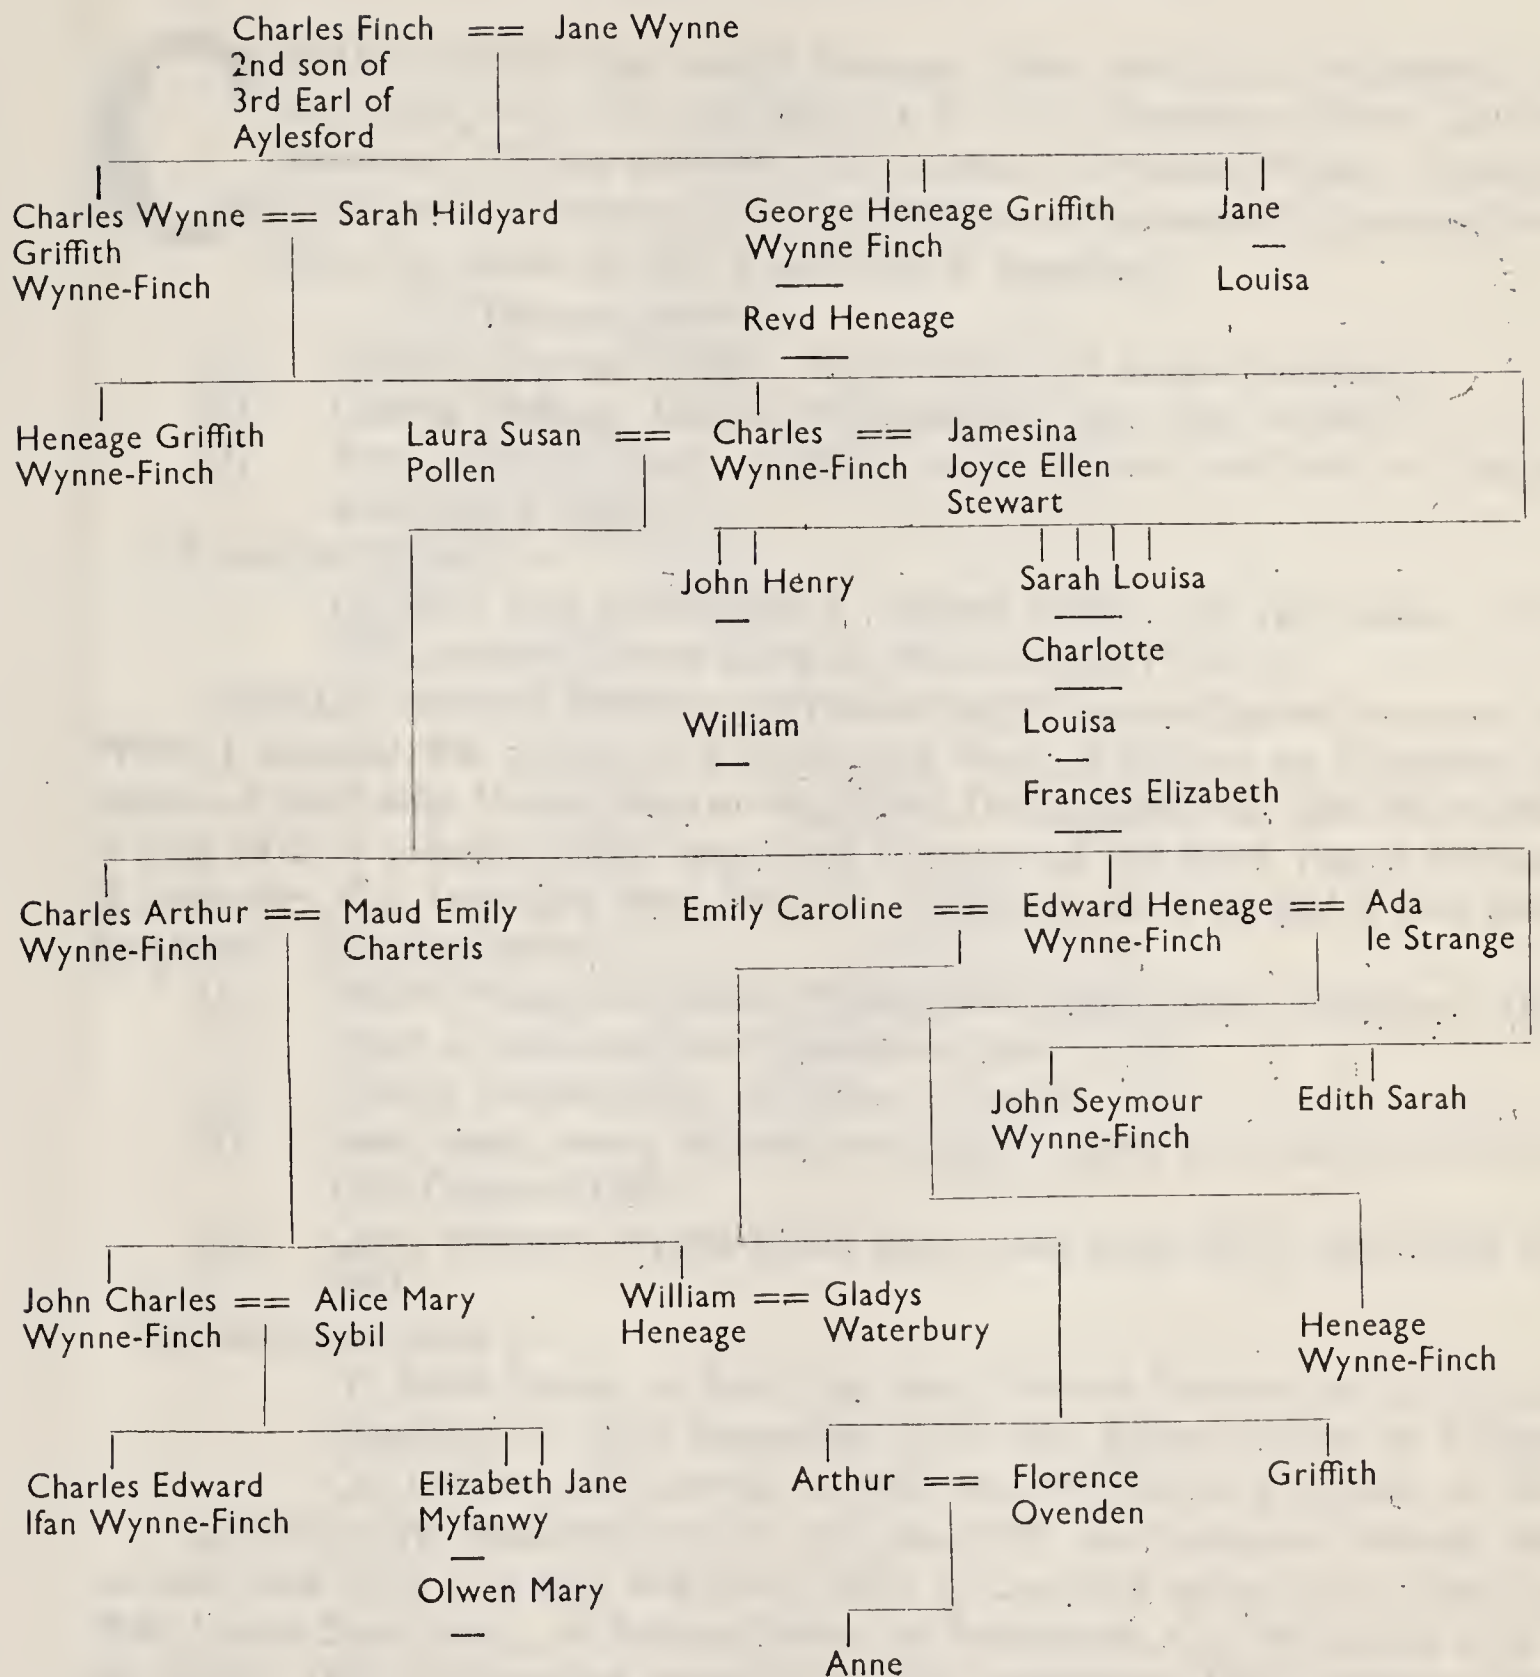 Charles Finch == Jane Wynne
2nd son of
3rd Earl of
Aylesford
Charles Wynne == Sarah Hildyard
Griffith
Wynne-Finch
George Heneage Griffith
Wynne Finch
Revd Heneage
Jane
Louisa
Heneage Griffith
Wynne-Finch
Laura Susan == Charles == Jamesina
Pollen Wynne-Finch Joyce Ellen
Stewart
John Henry
William
Sarah Louisa
Charlotte
Louisa
Frances Elizabeth
Charles Arthur == Maud Emily
Wynne-Finch Charteris
Emily Caroline == Edward Heneage == Ada
Wynne-Finch le Strange
John Seymour
Wynne-Finch
Edith Sarah
John Charles == Alice Mary
Wynne-Finch Sybil
William == Gladys
Heneage Waterbury
Heneage
Wynne-Finch
Charles Edward
Ifan Wynne-Finch
Elizabeth Jane
Myfanwy
Olwen Mary
Arthur == Florence
Ovenden
Griffith
Anne